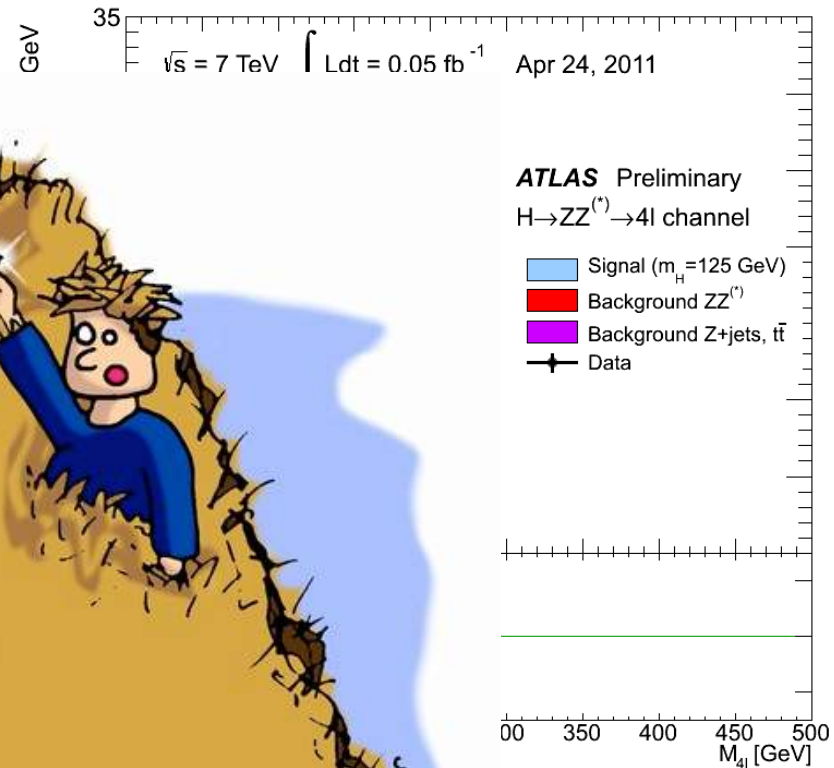 35
GeV
√s = 7 TeV ∫ Ldt = 0.05 fb⁻¹ Apr 24, 2011
ATLAS Preliminary
H→ZZ(*)→4l channel
Signal (m_H=125 GeV)
Background ZZ(*)
Background Z+jets, tt̄
Data
00 350 400 450 500
M_4l [GeV]